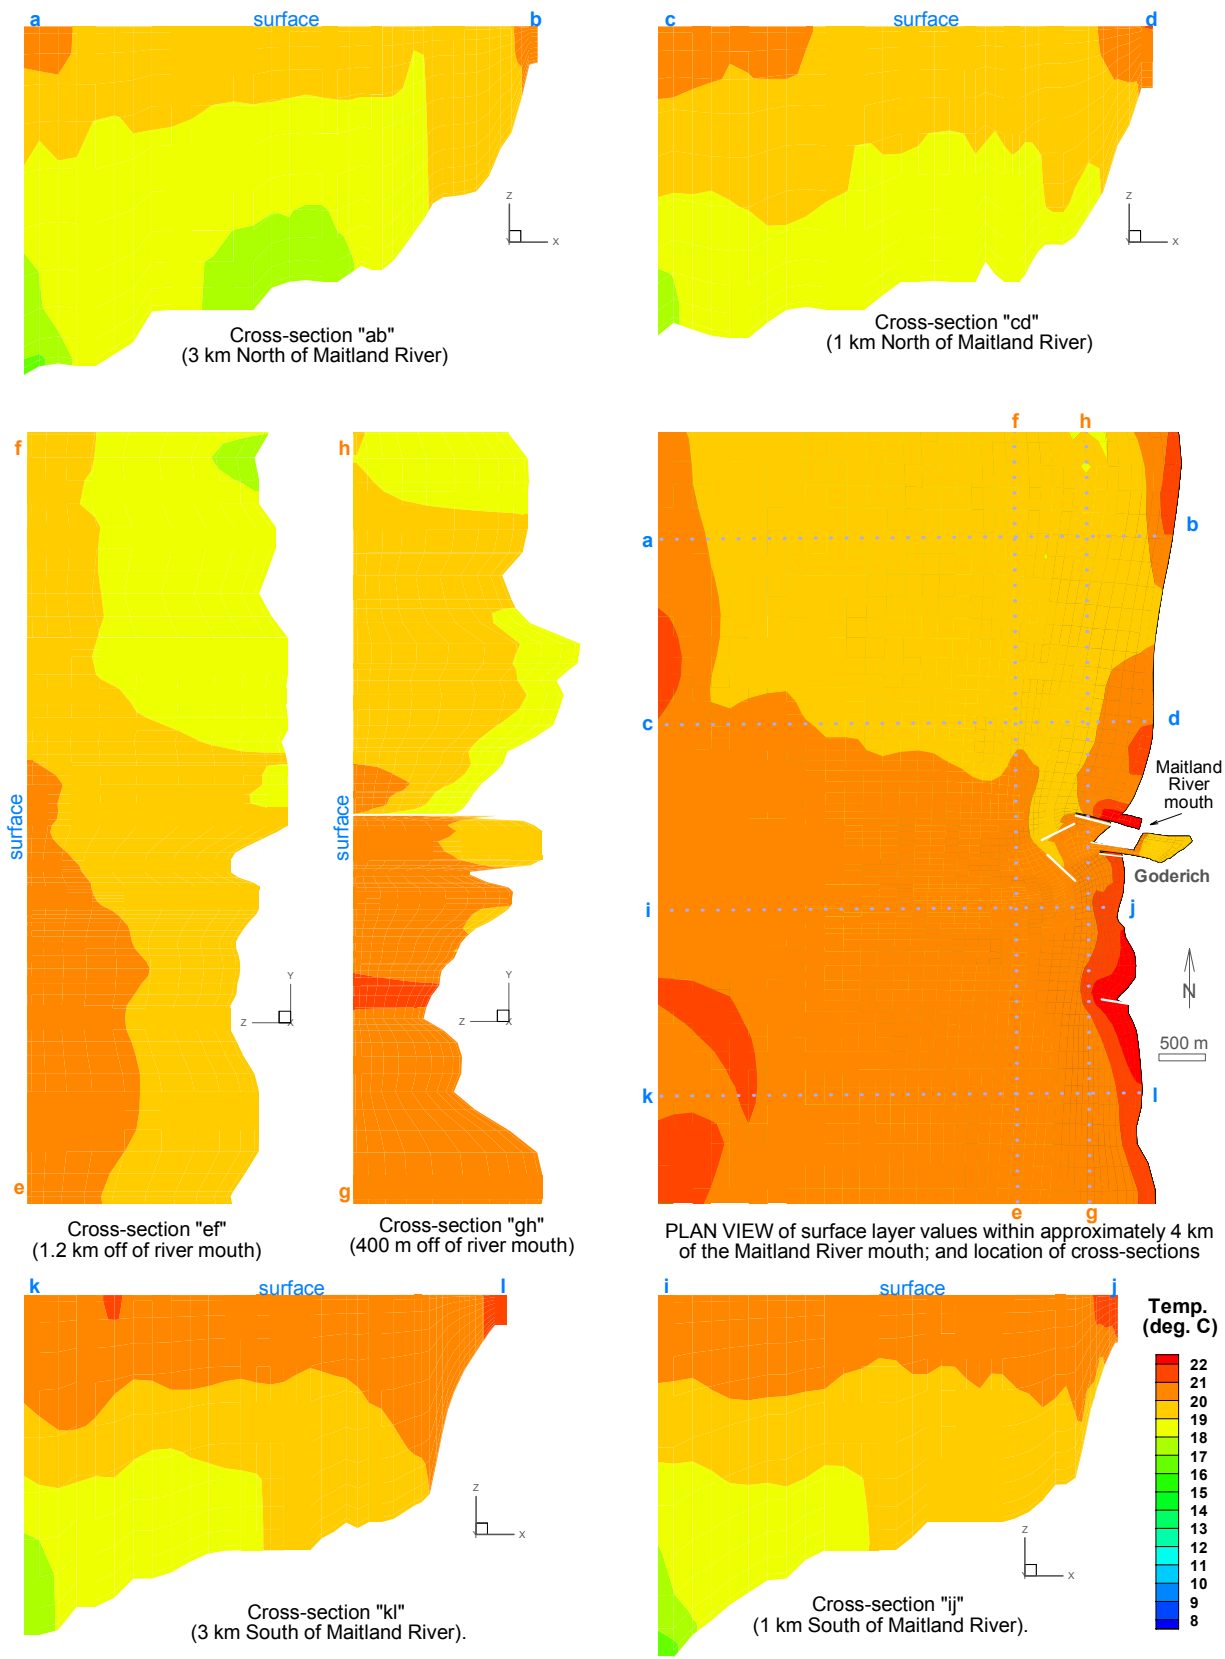 a surface b
c surface d
Z
X
Y
Z
X
Y
Cross-section "ab"
(3 km North of Maitland River)
Cross-section "cd"
(1 km North of Maitland River)
f
h
f h
a
b
c
d
surface
surface
Maitland
River
mouth
Goderich
i
j
N
500 m
k
l
Y
Z
X
Y
Z
X
e
g
e g
Cross-section "ef"
(1.2 km off of river mouth)
Cross-section "gh"
(400 m off of river mouth)
PLAN VIEW of surface layer values within approximately 4 km
of the Maitland River mouth; and location of cross-sections
k surface l
i surface j
Z
X
Y
Z
X
Y
Cross-section "kl"
(3 km South of Maitland River).
Cross-section "ij"
(1 km South of Maitland River).
Temp.
(deg. C)
22
21
20
19
18
17
16
15
14
13
12
11
10
9
8